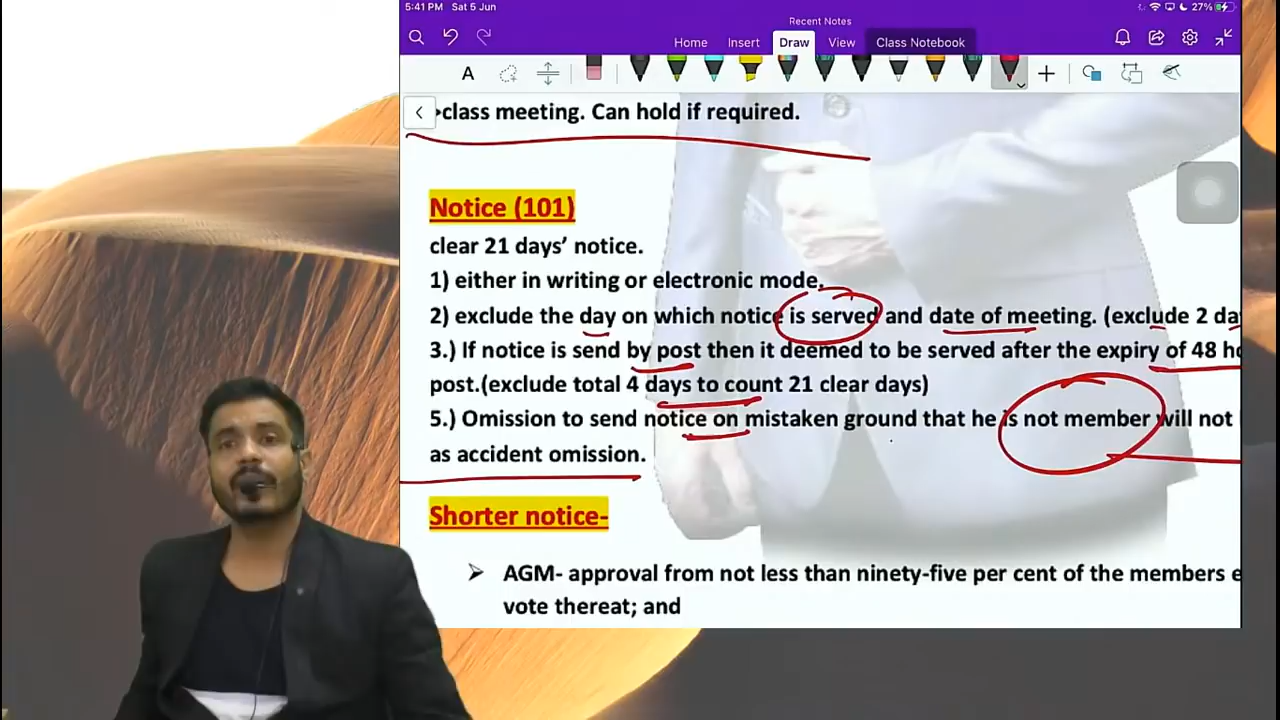 5:41 PM Sat 5 Jun
27%
Recent Notes
Home Insert Draw View Class Notebook
A
class meeting. Can hold if required.
Notice (101)
clear 21 days’ notice.
1) either in writing or electronic mode.
2) exclude the day on which notice is served and date of meeting. (exclude 2 da
3.) If notice is send by post then it deemed to be served after the expiry of 48 ho
post.(exclude total 4 days to count 21 clear days)
5.) Omission to send notice on mistaken ground that he is not member will not
as accident omission.
Shorter notice-
➤ AGM- approval from not less than ninety-five per cent of the members e
vote thereat; and